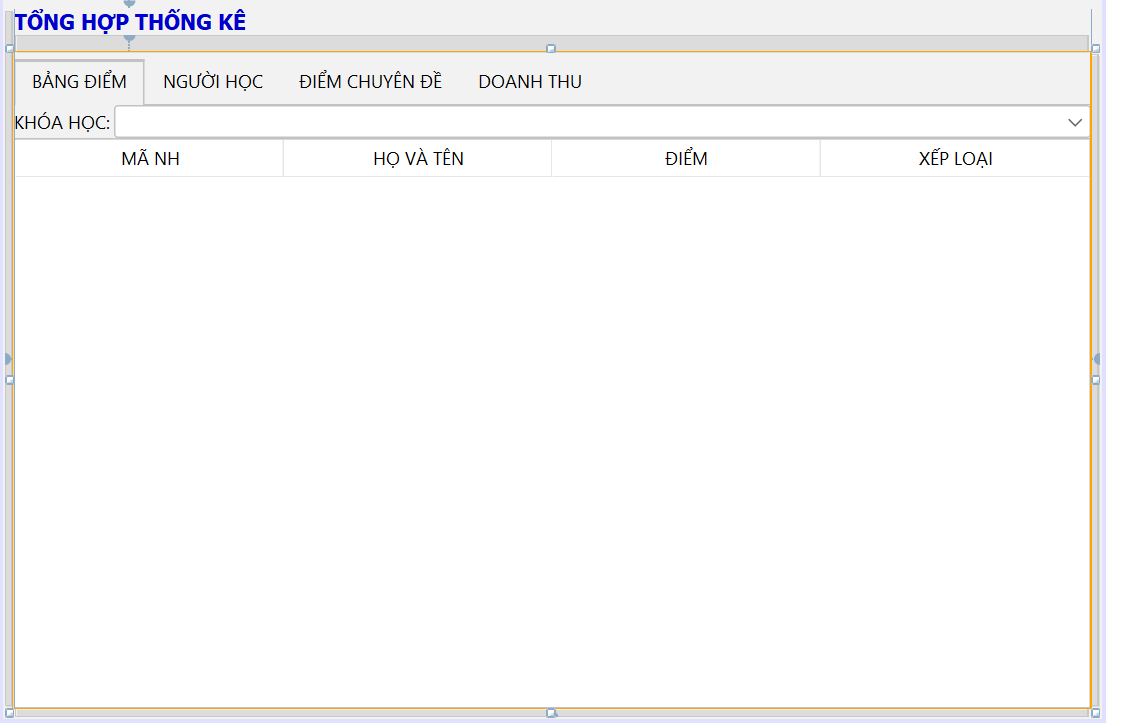 TỔNG HỢP THỐNG KÊ
BẢNG ĐIỂM NGƯỜI HỌC ĐIỂM CHUYÊN ĐỀ DOANH THU
KHÓA HỌC:
MÃ NH HỌ VÀ TÊN ĐIỂM XẾP LOẠI